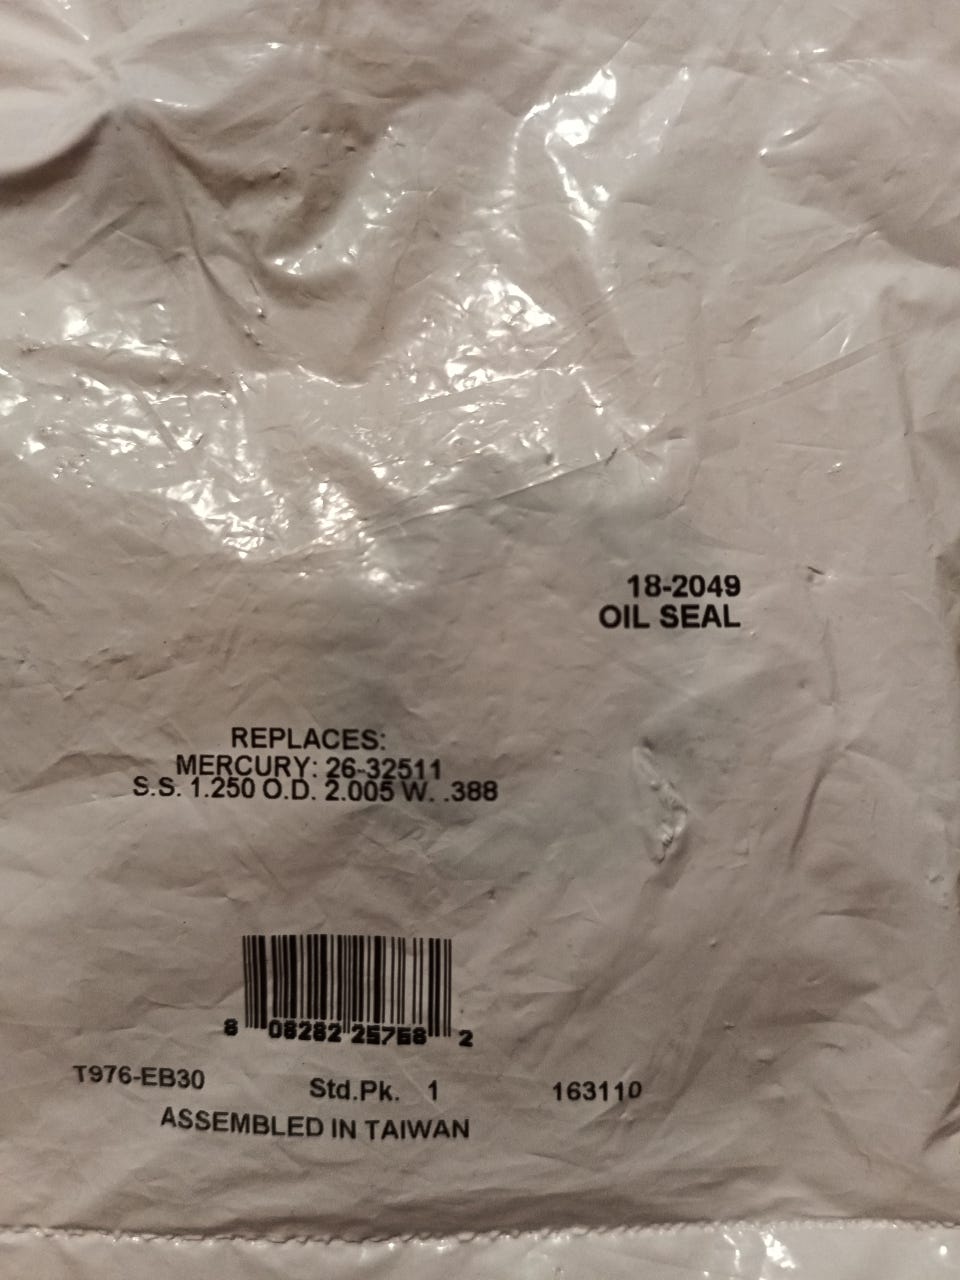 18-2049
OIL SEAL
REPLACES:
MERCURY: 26-32511
S.S. 1.250 O.D. 2.005 W. .388
8 08282 25758 2
T976-EB30 Std.Pk. 1 163110
ASSEMBLED IN TAIWAN